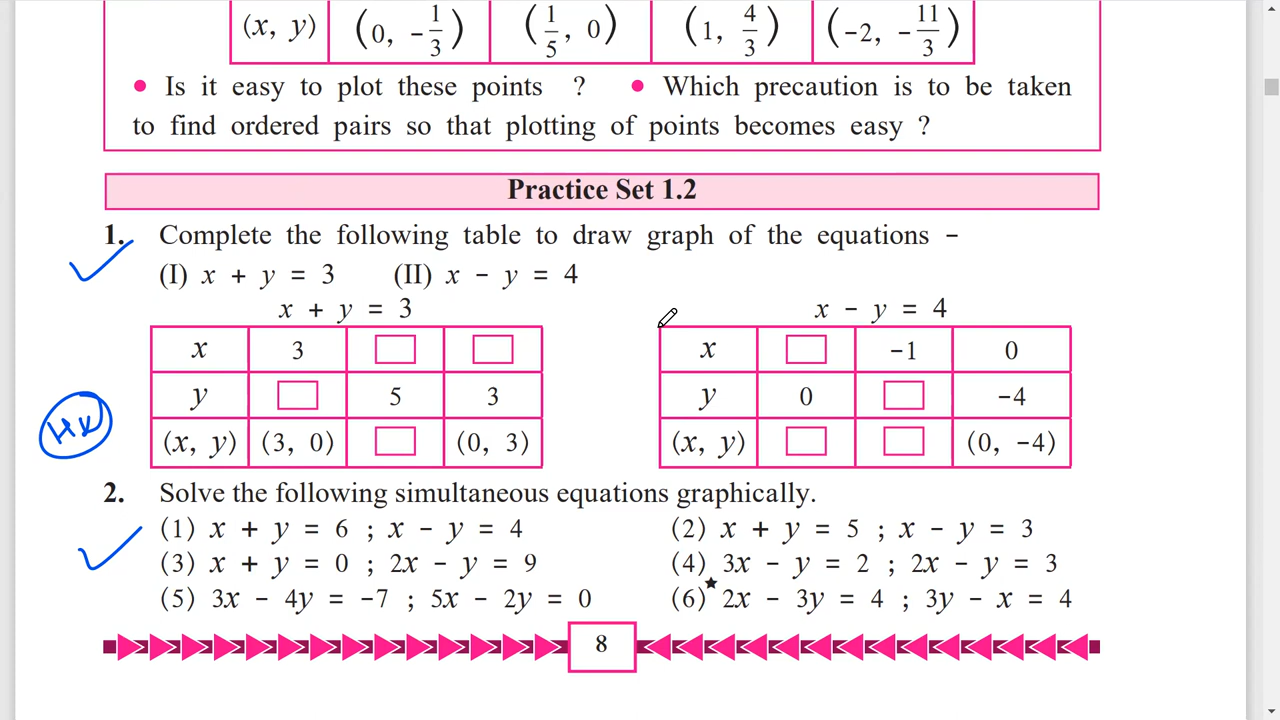 (x, y) (0, -1/3) (1/5, 0) (1, 4/3) (-2, -11/3)
• Is it easy to plot these points ? • Which precaution is to be taken
to find ordered pairs so that plotting of points becomes easy ?
Practice Set 1.2
1. Complete the following table to draw graph of the equations -
(I) x + y = 3 (II) x - y = 4
x + y = 3
x 3 □ □
y □ 5 3
(x, y) (3, 0) □ (0, 3)
x - y = 4
x □ -1 0
y 0 □ -4
(x, y) □ □ (0, -4)
HW
2. Solve the following simultaneous equations graphically.
(1) x + y = 6 ; x - y = 4 (2) x + y = 5 ; x - y = 3
(3) x + y = 0 ; 2x - y = 9 (4) 3x - y = 2 ; 2x - y = 3
(5) 3x - 4y = -7 ; 5x - 2y = 0 (6)★ 2x - 3y = 4 ; 3y - x = 4
8